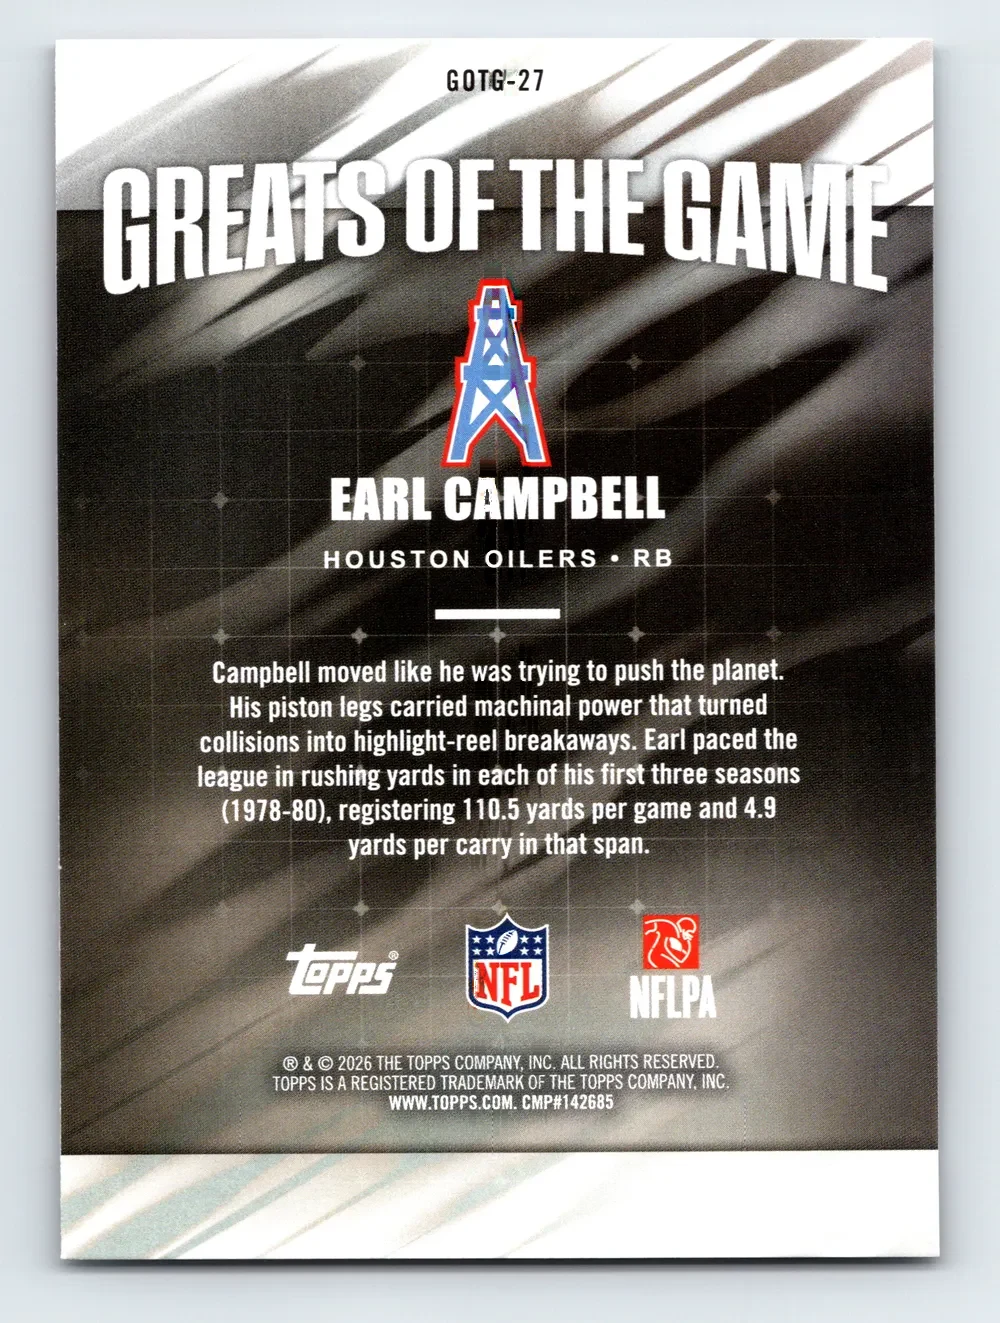 GOTG-27
GREATS OF THE GAME
EARL CAMPBELL
HOUSTON OILERS • RB
Campbell moved like he was trying to push the planet.
His piston legs carried machinal power that turned
collisions into highlight-reel breakaways. Earl paced the
league in rushing yards in each of his first three seasons
(1978-80), registering 110.5 yards per game and 4.9
yards per carry in that span.
Topps®
NFL
NFLPA
® & © 2026 THE TOPPS COMPANY, INC. ALL RIGHTS RESERVED.
TOPPS IS A REGISTERED TRADEMARK OF THE TOPPS COMPANY, INC.
WWW.TOPPS.COM. CMP#142685